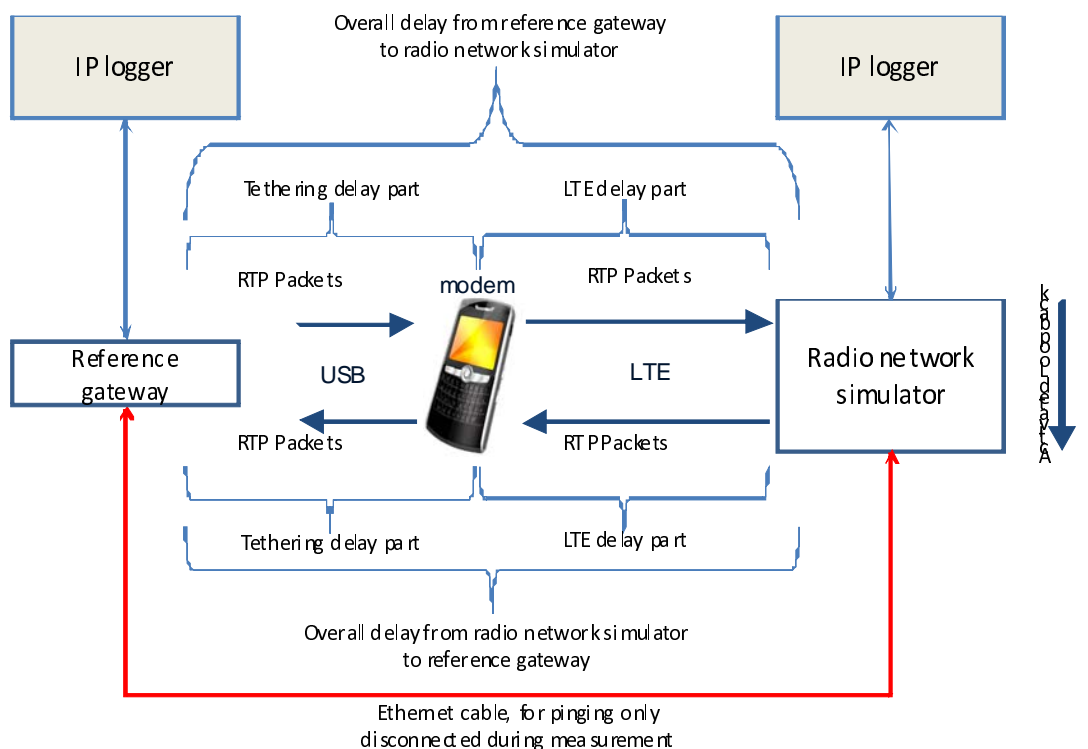 Overall delay from reference gateway
to radio network simulator
IP logger
IP logger
Tethering delay part
LTE delay part
RTP Packets
RTP Packets
modem
Reference
gateway
USB
LTE
Radio network
simulator
Activated Loopback
RTP Packets
RTP Packets
Tethering delay part
LTE delay part
Overall delay from radio network simulator
to reference gateway
Ethernet cable, for pinging only
disconnected during measurement